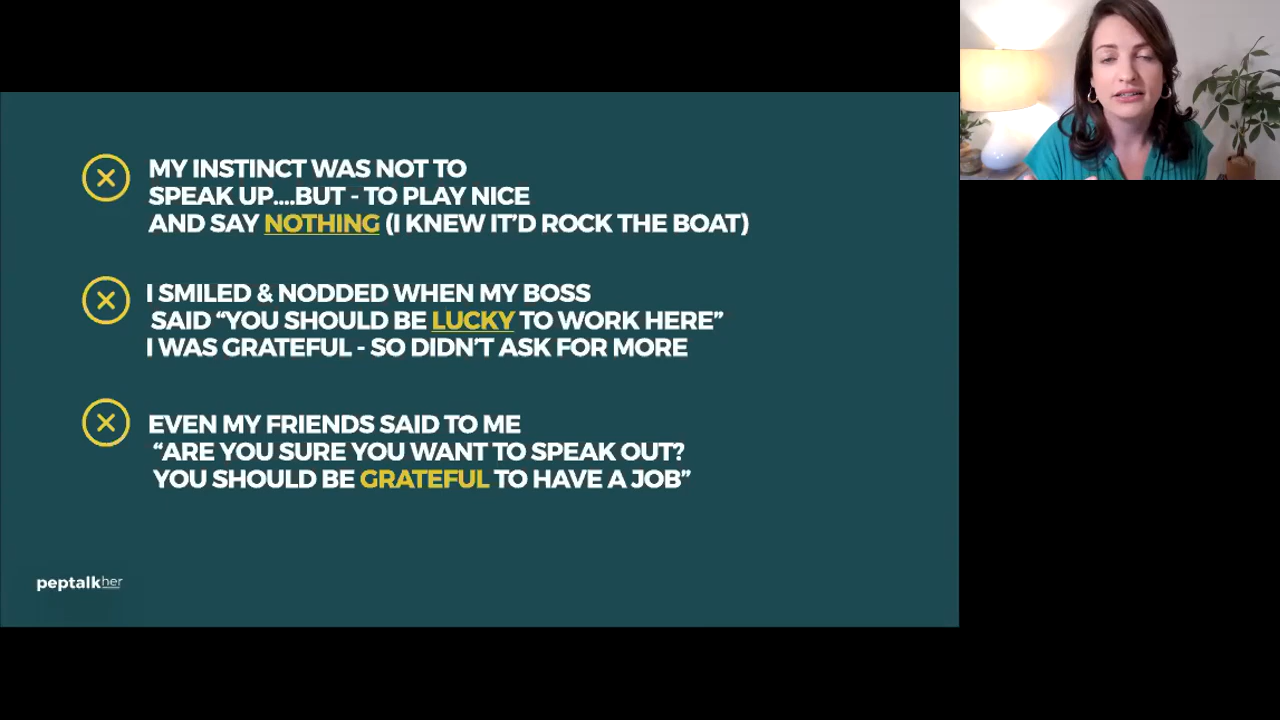 MY INSTINCT WAS NOT TO
SPEAK UP....BUT - TO PLAY NICE
AND SAY NOTHING (I KNEW IT'D ROCK THE BOAT)
I SMILED & NODDED WHEN MY BOSS
SAID “YOU SHOULD BE LUCKY TO WORK HERE”
I WAS GRATEFUL - SO DIDN'T ASK FOR MORE
EVEN MY FRIENDS SAID TO ME
“ARE YOU SURE YOU WANT TO SPEAK OUT?
YOU SHOULD BE GRATEFUL TO HAVE A JOB”
peptalkher